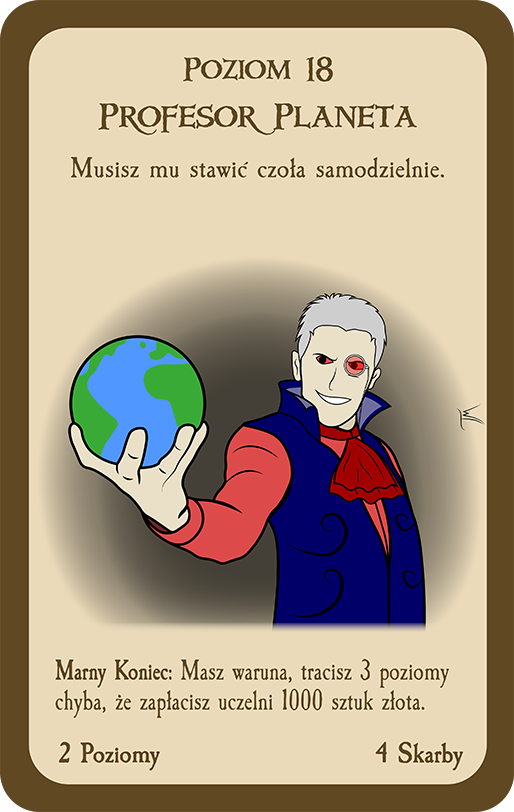 Poziom 18
Profesor Planeta
Musisz mu stawić czoła samodzielnie.
Marny Koniec: Masz waruna, tracisz 3 poziomy
chyba, że zapłacisz uczelni 1000 sztuk złota.
2 Poziomy 4 Skarby